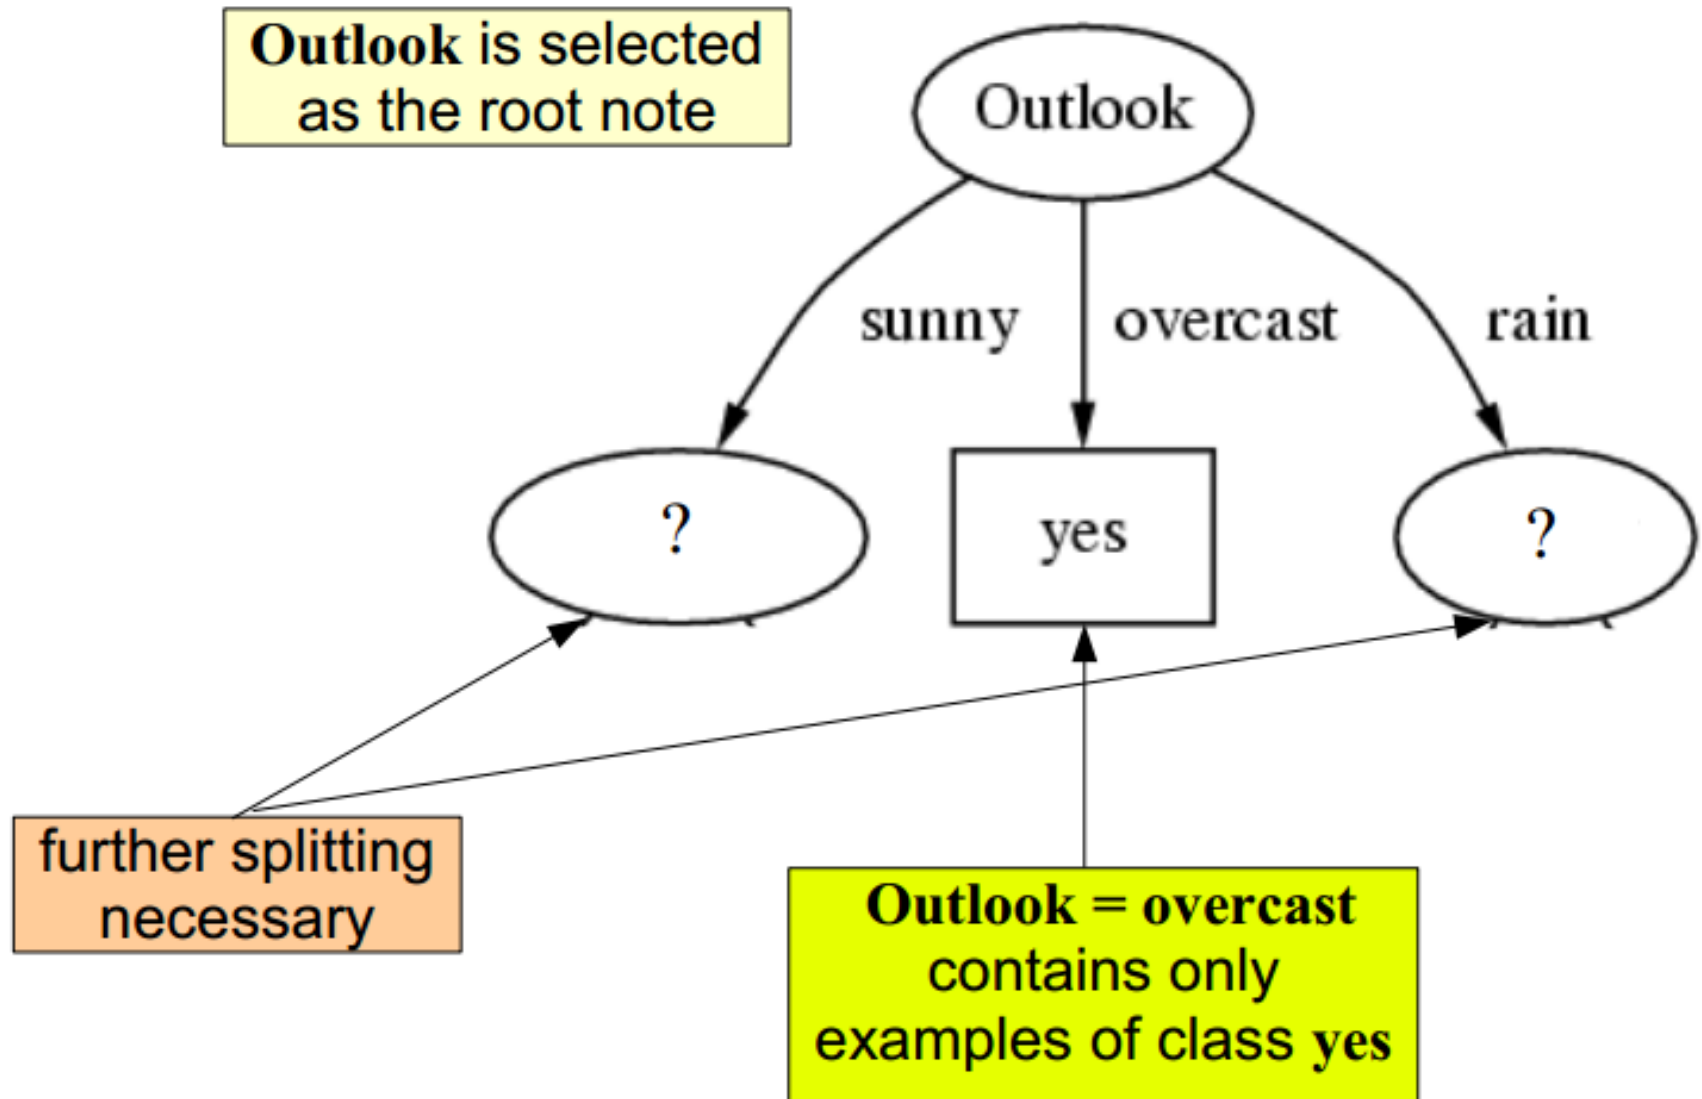 Outlook is selected
as the root note
Outlook
sunny
overcast
rain
?
yes
?
further splitting
necessary
Outlook = overcast
contains only
examples of class yes